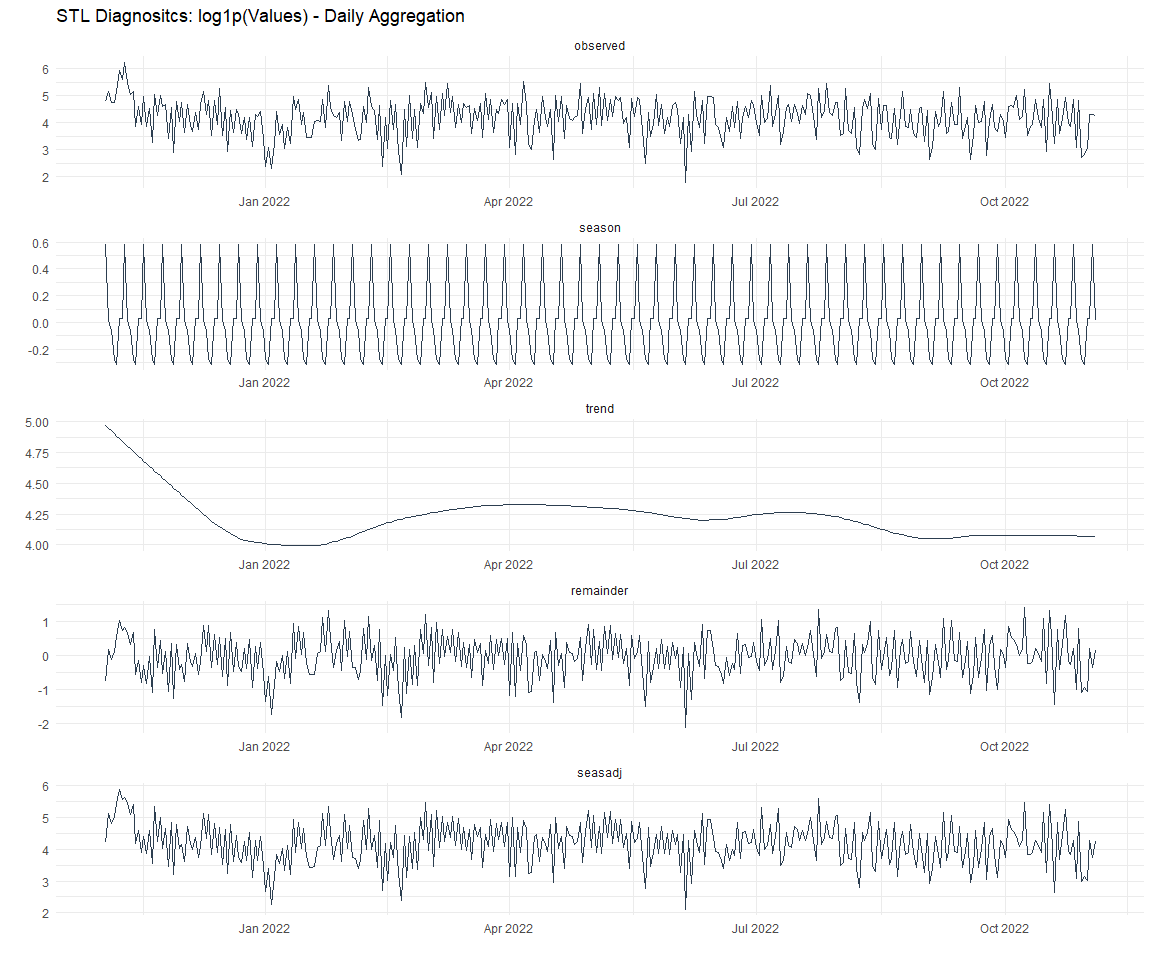 STL Diagnositcs: log1p(Values) - Daily Aggregation
observed
6
5
4
3
2
Jan 2022 Apr 2022 Jul 2022 Oct 2022
season
0.6
0.4
0.2
0.0
-0.2
Jan 2022 Apr 2022 Jul 2022 Oct 2022
trend
5.00
4.75
4.50
4.25
4.00
Jan 2022 Apr 2022 Jul 2022 Oct 2022
remainder
1
0
-1
-2
Jan 2022 Apr 2022 Jul 2022 Oct 2022
seasadj
6
5
4
3
2
Jan 2022 Apr 2022 Jul 2022 Oct 2022